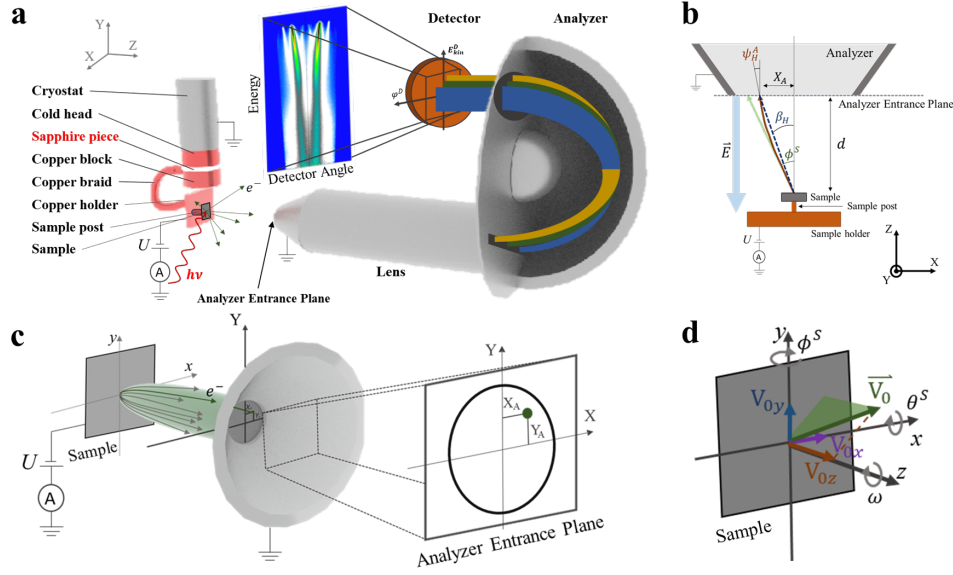 a
Y
X
Z
Cryostat
Cold head
Sapphire piece
Copper block
Copper braid
Copper holder
Sample post
Sample
U
A
hν
e⁻
Energy
Detector Angle
Detector
E_kin^D
φ^D
Analyzer
Lens
Analyzer Entrance Plane
b
ψ_H^A
X_A
Analyzer
Analyzer Entrance Plane
β_H
E
ϕ^S
d
Sample
Sample post
Sample holder
U
A
Z
X
Y
c
y
x
e⁻
Y
U
Sample
A
Y
X_A
X
Y_A
Analyzer Entrance Plane
d
y
ϕ^S
V_0
V_0y
θ^S
V_0x
x
V_0z
z
ω
Sample